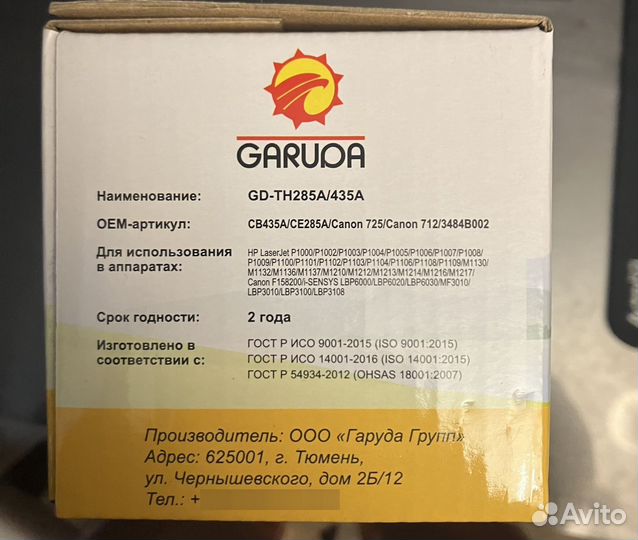 GARUDA
Наименование: GD-TH285A/435A
OEM-артикул: CB435A/CE285A/Canon 725/Canon 712/3484B002
Для использования в аппаратах: HP LaserJet P1000/P1002/P1003/P1004/P1005/P1006/P1007/P1008/
P1009/P1100/P1101/P1102/P1103/P1104/P1106/P1108/P1109/M1130/
M1132/M1136/M1137/M1210/M1212/M1213/M1214/M1216/M1217/
Canon F158200/i-SENSYS LBP6000/LBP6020/LBP6030/MF3010/
LBP3010/LBP3100/LBP3108
Срок годности: 2 года
Изготовлено в соответствии с: ГОСТ Р ИСО 9001-2015 (ISO 9001:2015)
ГОСТ Р ИСО 14001-2016 (ISO 14001:2015)
ГОСТ Р 54934-2012 (OHSAS 18001:2007)
Производитель: ООО «Гаруда Групп»
Адрес: 625001, г. Тюмень,
ул. Чернышевского, дом 2Б/12
Тел.: +
Avito